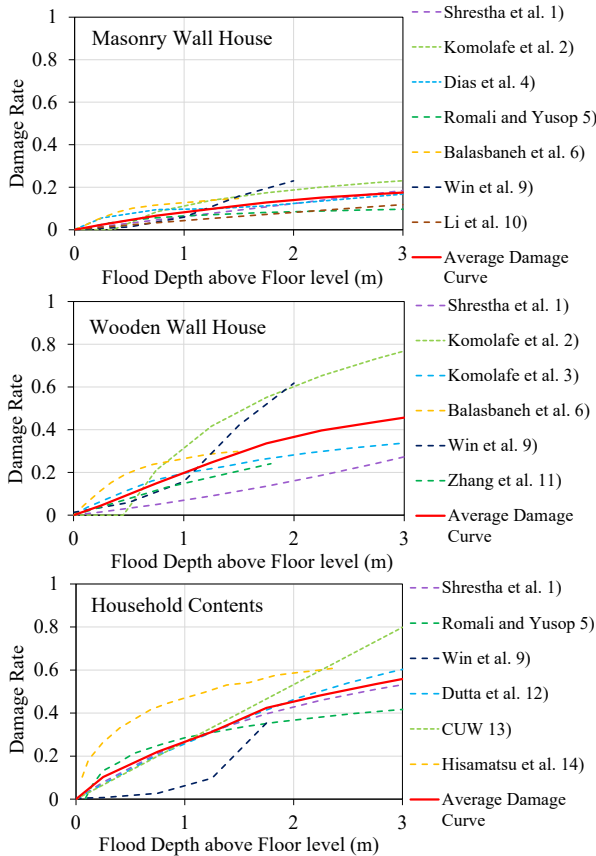 Masonry Wall House
Damage Rate
1
0.8
0.6
0.4
0.2
0
0
1
2
3
Flood Depth above Floor level (m)
Shrestha et al. 1)
Komolafe et al. 2)
Dias et al. 4)
Romali and Yusop 5)
Balasbaneh et al. 6)
Win et al. 9)
Li et al. 10)
Average Damage
Curve
Wooden Wall House
Damage Rate
1
0.8
0.6
0.4
0.2
0
0
1
2
3
Flood Depth above Floor level (m)
Shrestha et al. 1)
Komolafe et al. 2)
Komolafe et al. 3)
Balasbaneh et al. 6)
Win et al. 9)
Zhang et al. 11)
Average Damage
Curve
Household Contents
Damage Rate
1
0.8
0.6
0.4
0.2
0
0
1
2
3
Flood Depth above Floor level (m)
Shrestha et al. 1)
Romali and Yusop 5)
Win et al. 9)
Dutta et al. 12)
CUW 13)
Hisamatsu et al. 14)
Average Damage
Curve